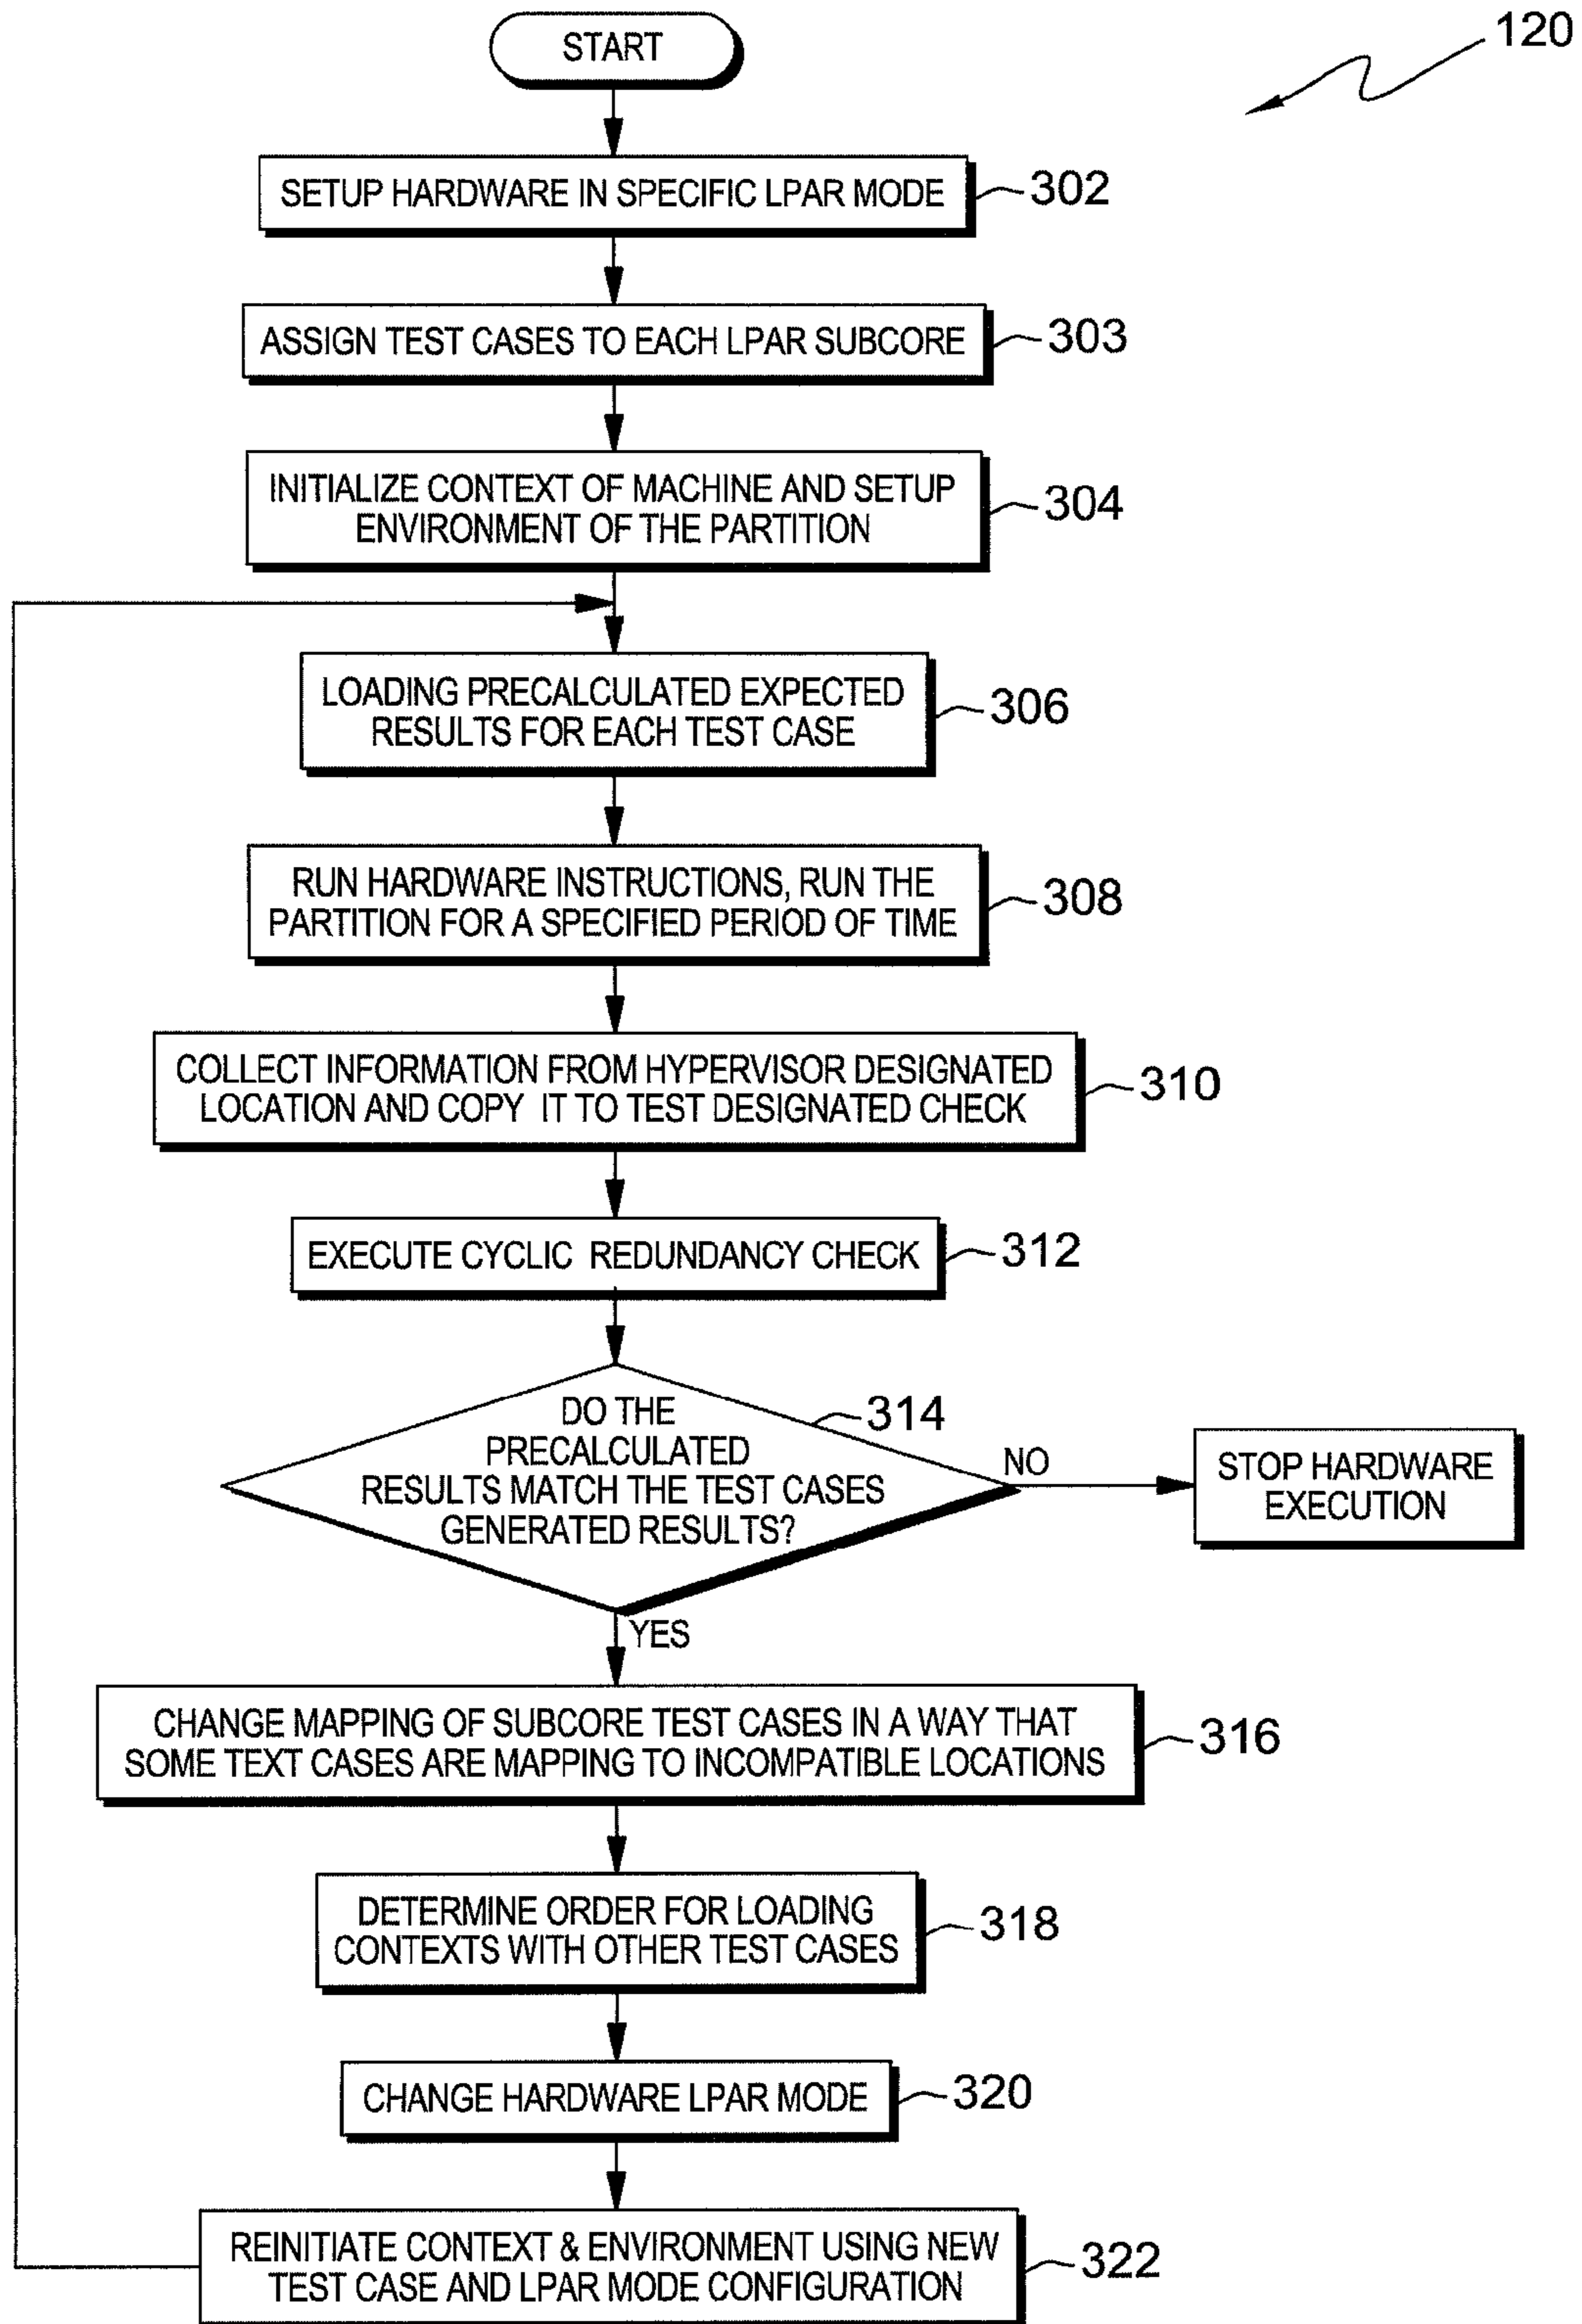 START
120
SETUP HARDWARE IN SPECIFIC LPAR MODE
302
ASSIGN TEST CASES TO EACH LPAR SUBCORE
303
INITIALIZE CONTEXT OF MACHINE AND SETUP
ENVIRONMENT OF THE PARTITION
304
LOADING PRECALCULATED EXPECTED
RESULTS FOR EACH TEST CASE
306
RUN HARDWARE INSTRUCTIONS, RUN THE
PARTITION FOR A SPECIFIED PERIOD OF TIME
308
COLLECT INFORMATION FROM HYPERVISOR DESIGNATED
LOCATION AND COPY IT TO TEST DESIGNATED CHECK
310
EXECUTE CYCLIC REDUNDANCY CHECK
312
DO THE
PRECALCULATED
RESULTS MATCH THE TEST CASES
GENERATED RESULTS?
314
NO
STOP HARDWARE
EXECUTION
YES
CHANGE MAPPING OF SUBCORE TEST CASES IN A WAY THAT
SOME TEXT CASES ARE MAPPING TO INCOMPATIBLE LOCATIONS
316
DETERMINE ORDER FOR LOADING
CONTEXTS WITH OTHER TEST CASES
318
CHANGE HARDWARE LPAR MODE
320
REINITIATE CONTEXT & ENVIRONMENT USING NEW
TEST CASE AND LPAR MODE CONFIGURATION
322